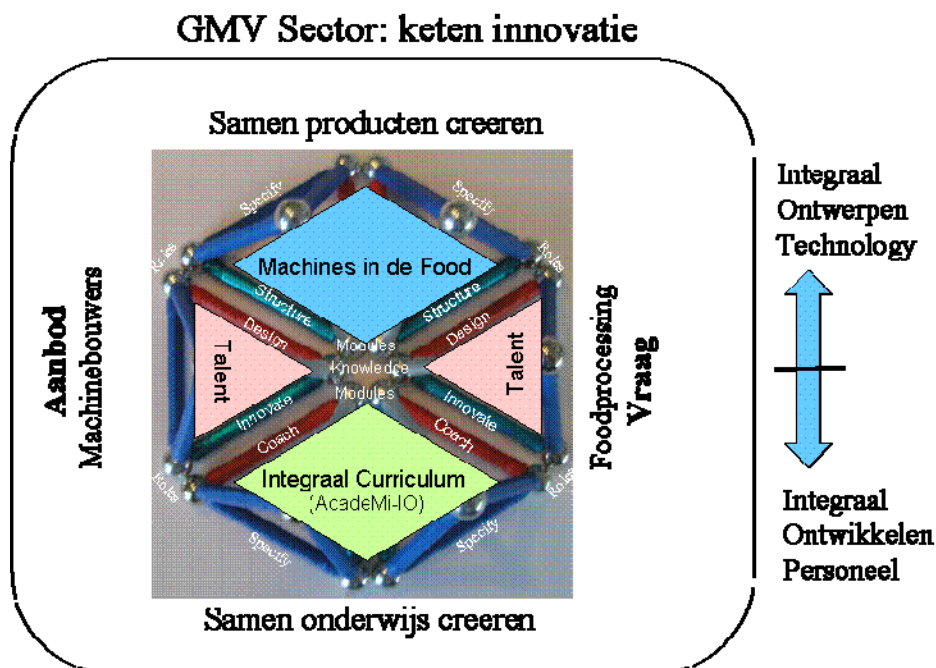 GMV Sector: keten innovatie
Samen producten creeren
Specify
Specify
Roles
Roles
Machines in de Food
Structure
Structure
Design
Design
Modules
Knowledge
Modules
Talent
Talent
Innovate
Innovate
Coach
Coach
Integraal Curriculum
(AcadeMi-IO)
Roles
Roles
Specify
Specify
Samen onderwijs creeren
Aanbod
Machinebouwers
Foodprocessing
Vraag
Integraal
Ontwerpen
Technology
Integraal
Ontwikkelen
Personeel